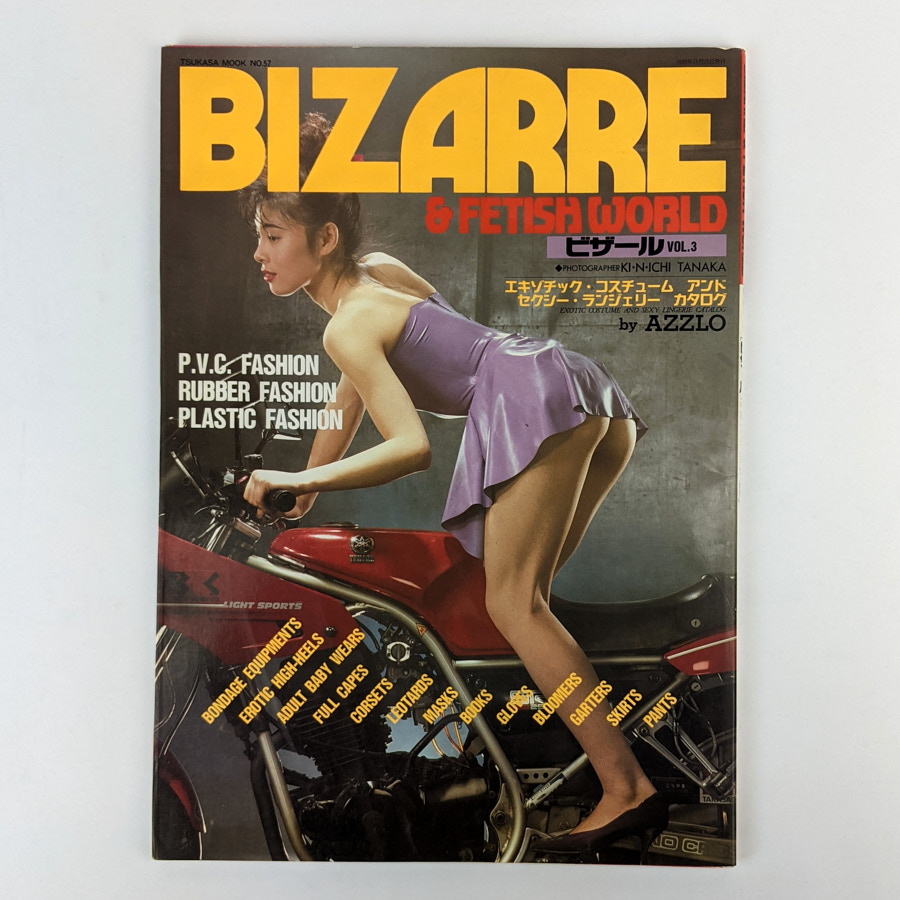 TSUKASA MOOK NO.57
BIZARRE
& FETISH WORLD
ビザール VOL.3
◆PHOTOGRAPHER KI・N・ICHI TANAKA
エキゾチック・コスチューム アンド
セクシー・ランジェリー カタログ
EXOTIC COSTUME AND SEXY LINGERIE CATALOG
by AZZLO
P.V.C. FASHION
RUBBER FASHION
PLASTIC FASHION
LIGHT SPORTS
BONDAGE EQUIPMENTS
EROTIC HIGH-HEELS
ADULT BABY WEARS
FULL CAPES
CORSETS
LEOTARDS
MASKS
BOOKS
GLOVES
BLOOMERS
GARTERS
SKIRTS
PANTS